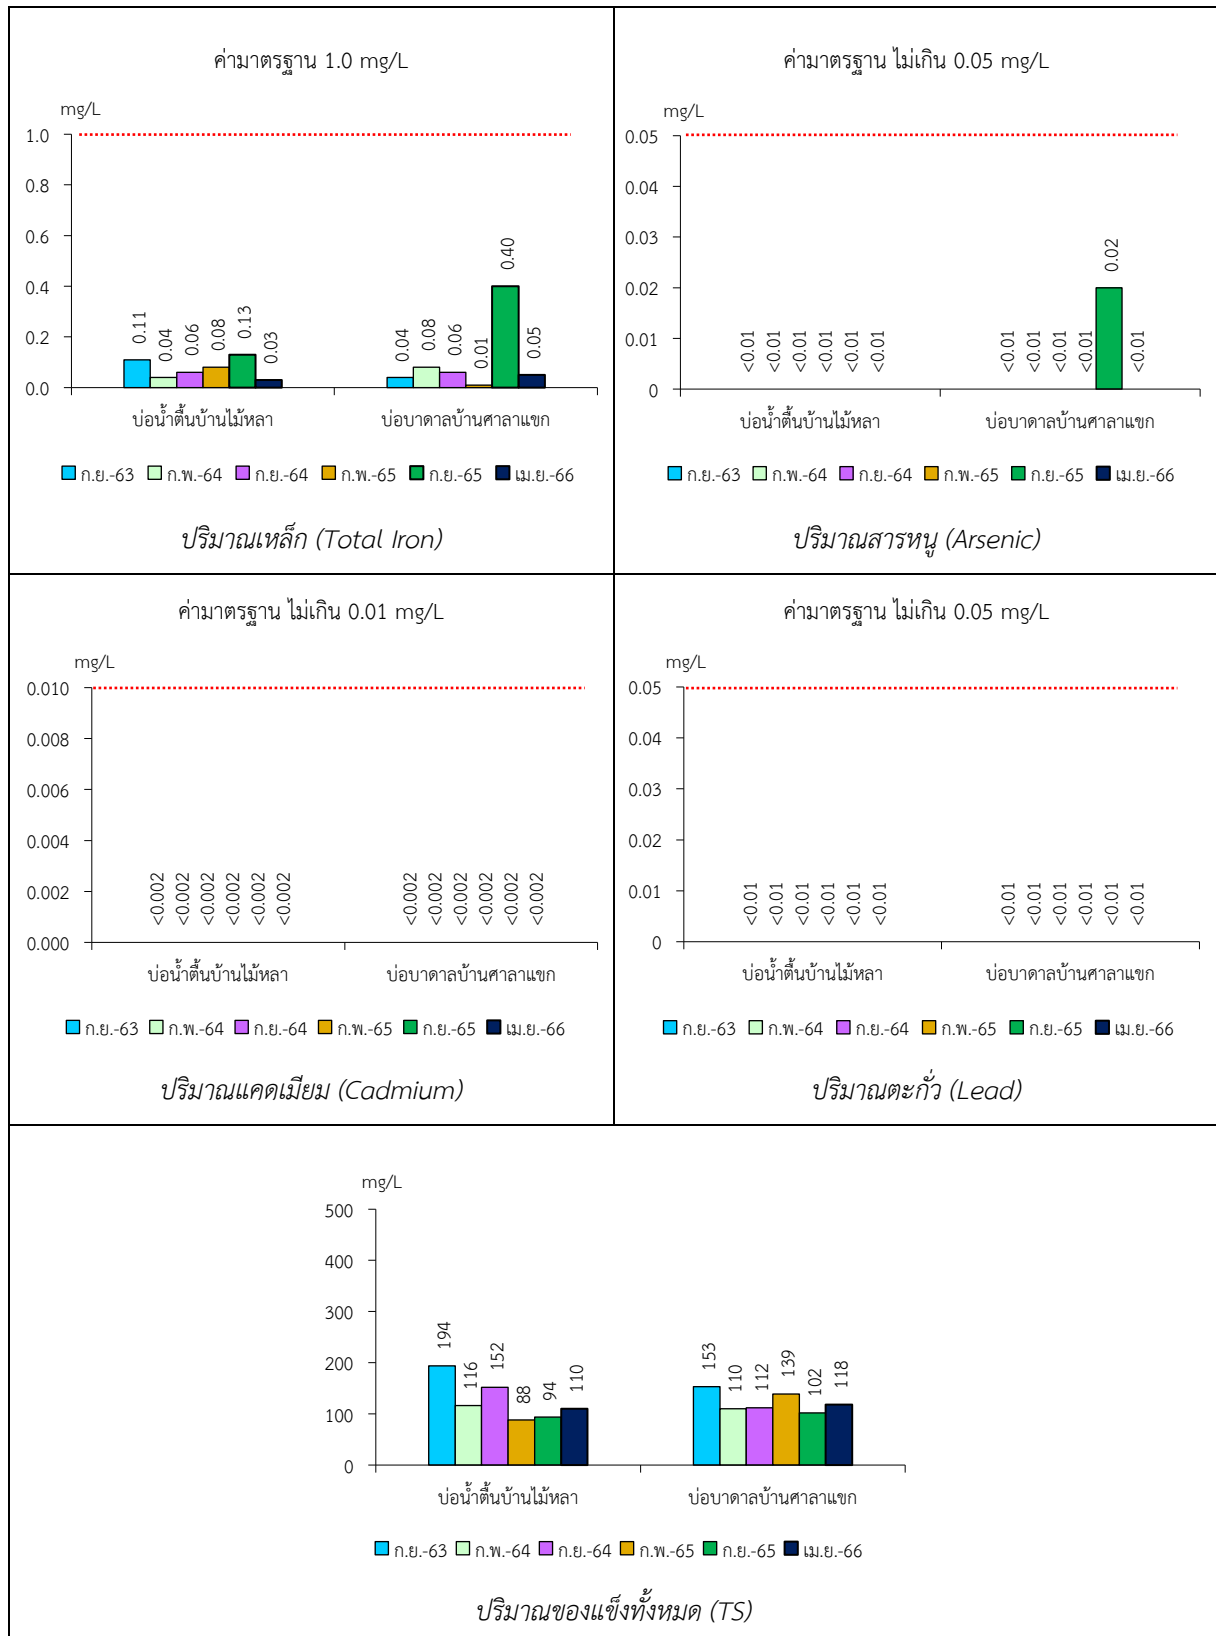 ค่ามาตรฐาน 1.0 mg/L
mg/L
1.0
0.8
0.6
0.4
0.2
0.0
0.11 0.04 0.06 0.08 0.13 0.03 0.04 0.08 0.06 0.01 0.40 0.05
บ่อน้ำตื้นบ้านไม้หลา บ่อบาดาลบ้านศาลาแขก
ก.ย.-63 ก.พ.-64 ก.ย.-64 ก.พ.-65 ก.ย.-65 เม.ย.-66
ปริมาณเหล็ก (Total Iron)
ค่ามาตรฐาน ไม่เกิน 0.05 mg/L
mg/L
0.05
0.04
0.03
0.02
0.01
0
<0.01 <0.01 <0.01 <0.01 <0.01 <0.01 <0.01 <0.01 <0.01 <0.01 0.02 <0.01
บ่อน้ำตื้นบ้านไม้หลา บ่อบาดาลบ้านศาลาแขก
ก.ย.-63 ก.พ.-64 ก.ย.-64 ก.พ.-65 ก.ย.-65 เม.ย.-66
ปริมาณสารหนู (Arsenic)
ค่ามาตรฐาน ไม่เกิน 0.01 mg/L
mg/L
0.010
0.008
0.006
0.004
0.002
0.000
<0.002 <0.002 <0.002 <0.002 <0.002 <0.002 <0.002 <0.002 <0.002 <0.002 <0.002 <0.002
บ่อน้ำตื้นบ้านไม้หลา บ่อบาดาลบ้านศาลาแขก
ก.ย.-63 ก.พ.-64 ก.ย.-64 ก.พ.-65 ก.ย.-65 เม.ย.-66
ปริมาณแคดเมียม (Cadmium)
ค่ามาตรฐาน ไม่เกิน 0.05 mg/L
mg/L
0.05
0.04
0.03
0.02
0.01
0
<0.01 <0.01 <0.01 <0.01 <0.01 <0.01 <0.01 <0.01 <0.01 <0.01 <0.01 <0.01
บ่อน้ำตื้นบ้านไม้หลา บ่อบาดาลบ้านศาลาแขก
ก.ย.-63 ก.พ.-64 ก.ย.-64 ก.พ.-65 ก.ย.-65 เม.ย.-66
ปริมาณตะกั่ว (Lead)
mg/L
500
400
300
200
100
0
194 116 152 88 94 110 153 110 112 139 102 118
บ่อน้ำตื้นบ้านไม้หลา บ่อบาดาลบ้านศาลาแขก
ก.ย.-63 ก.พ.-64 ก.ย.-64 ก.พ.-65 ก.ย.-65 เม.ย.-66
ปริมาณของแข็งทั้งหมด (TS)